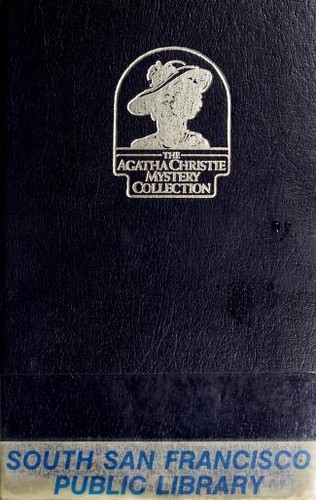 THE
AGATHA CHRISTIE
MYSTERY
COLLECTION
SOUTH SAN FRANCISCO
PUBLIC LIBRARY